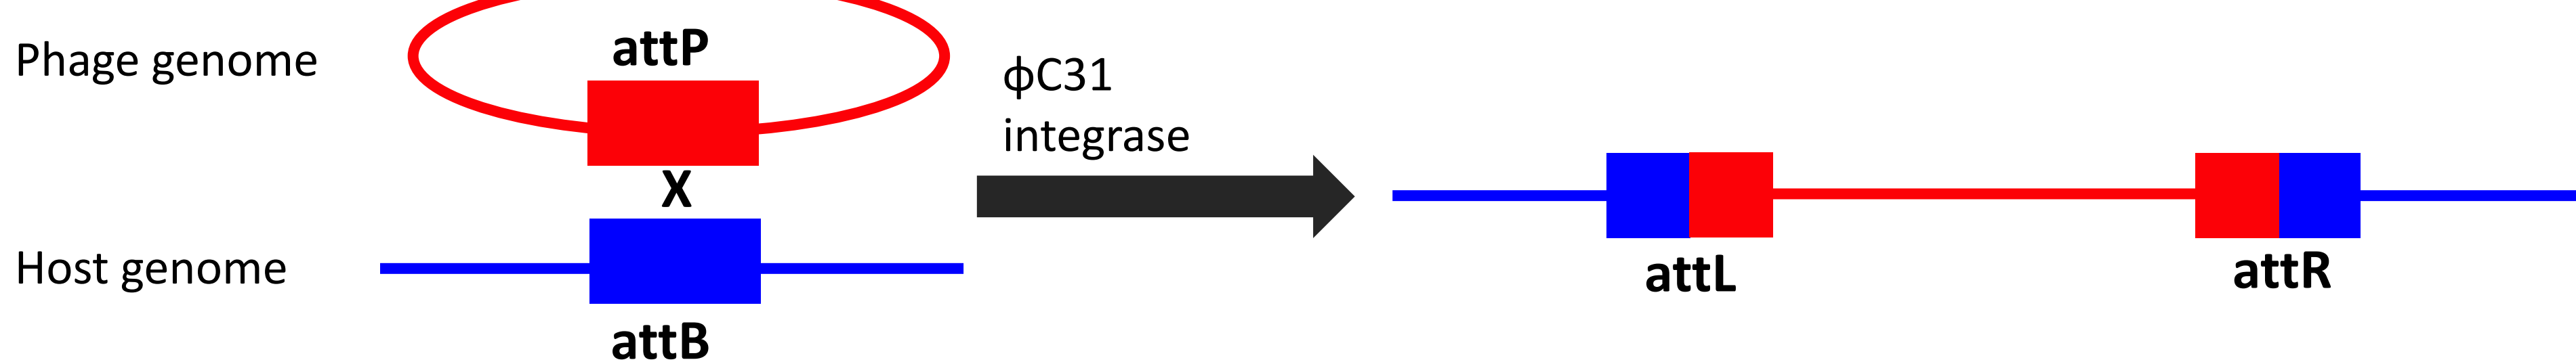 Phage genome
attP
ϕC31
integrase
X
Host genome
attB
attL
attR